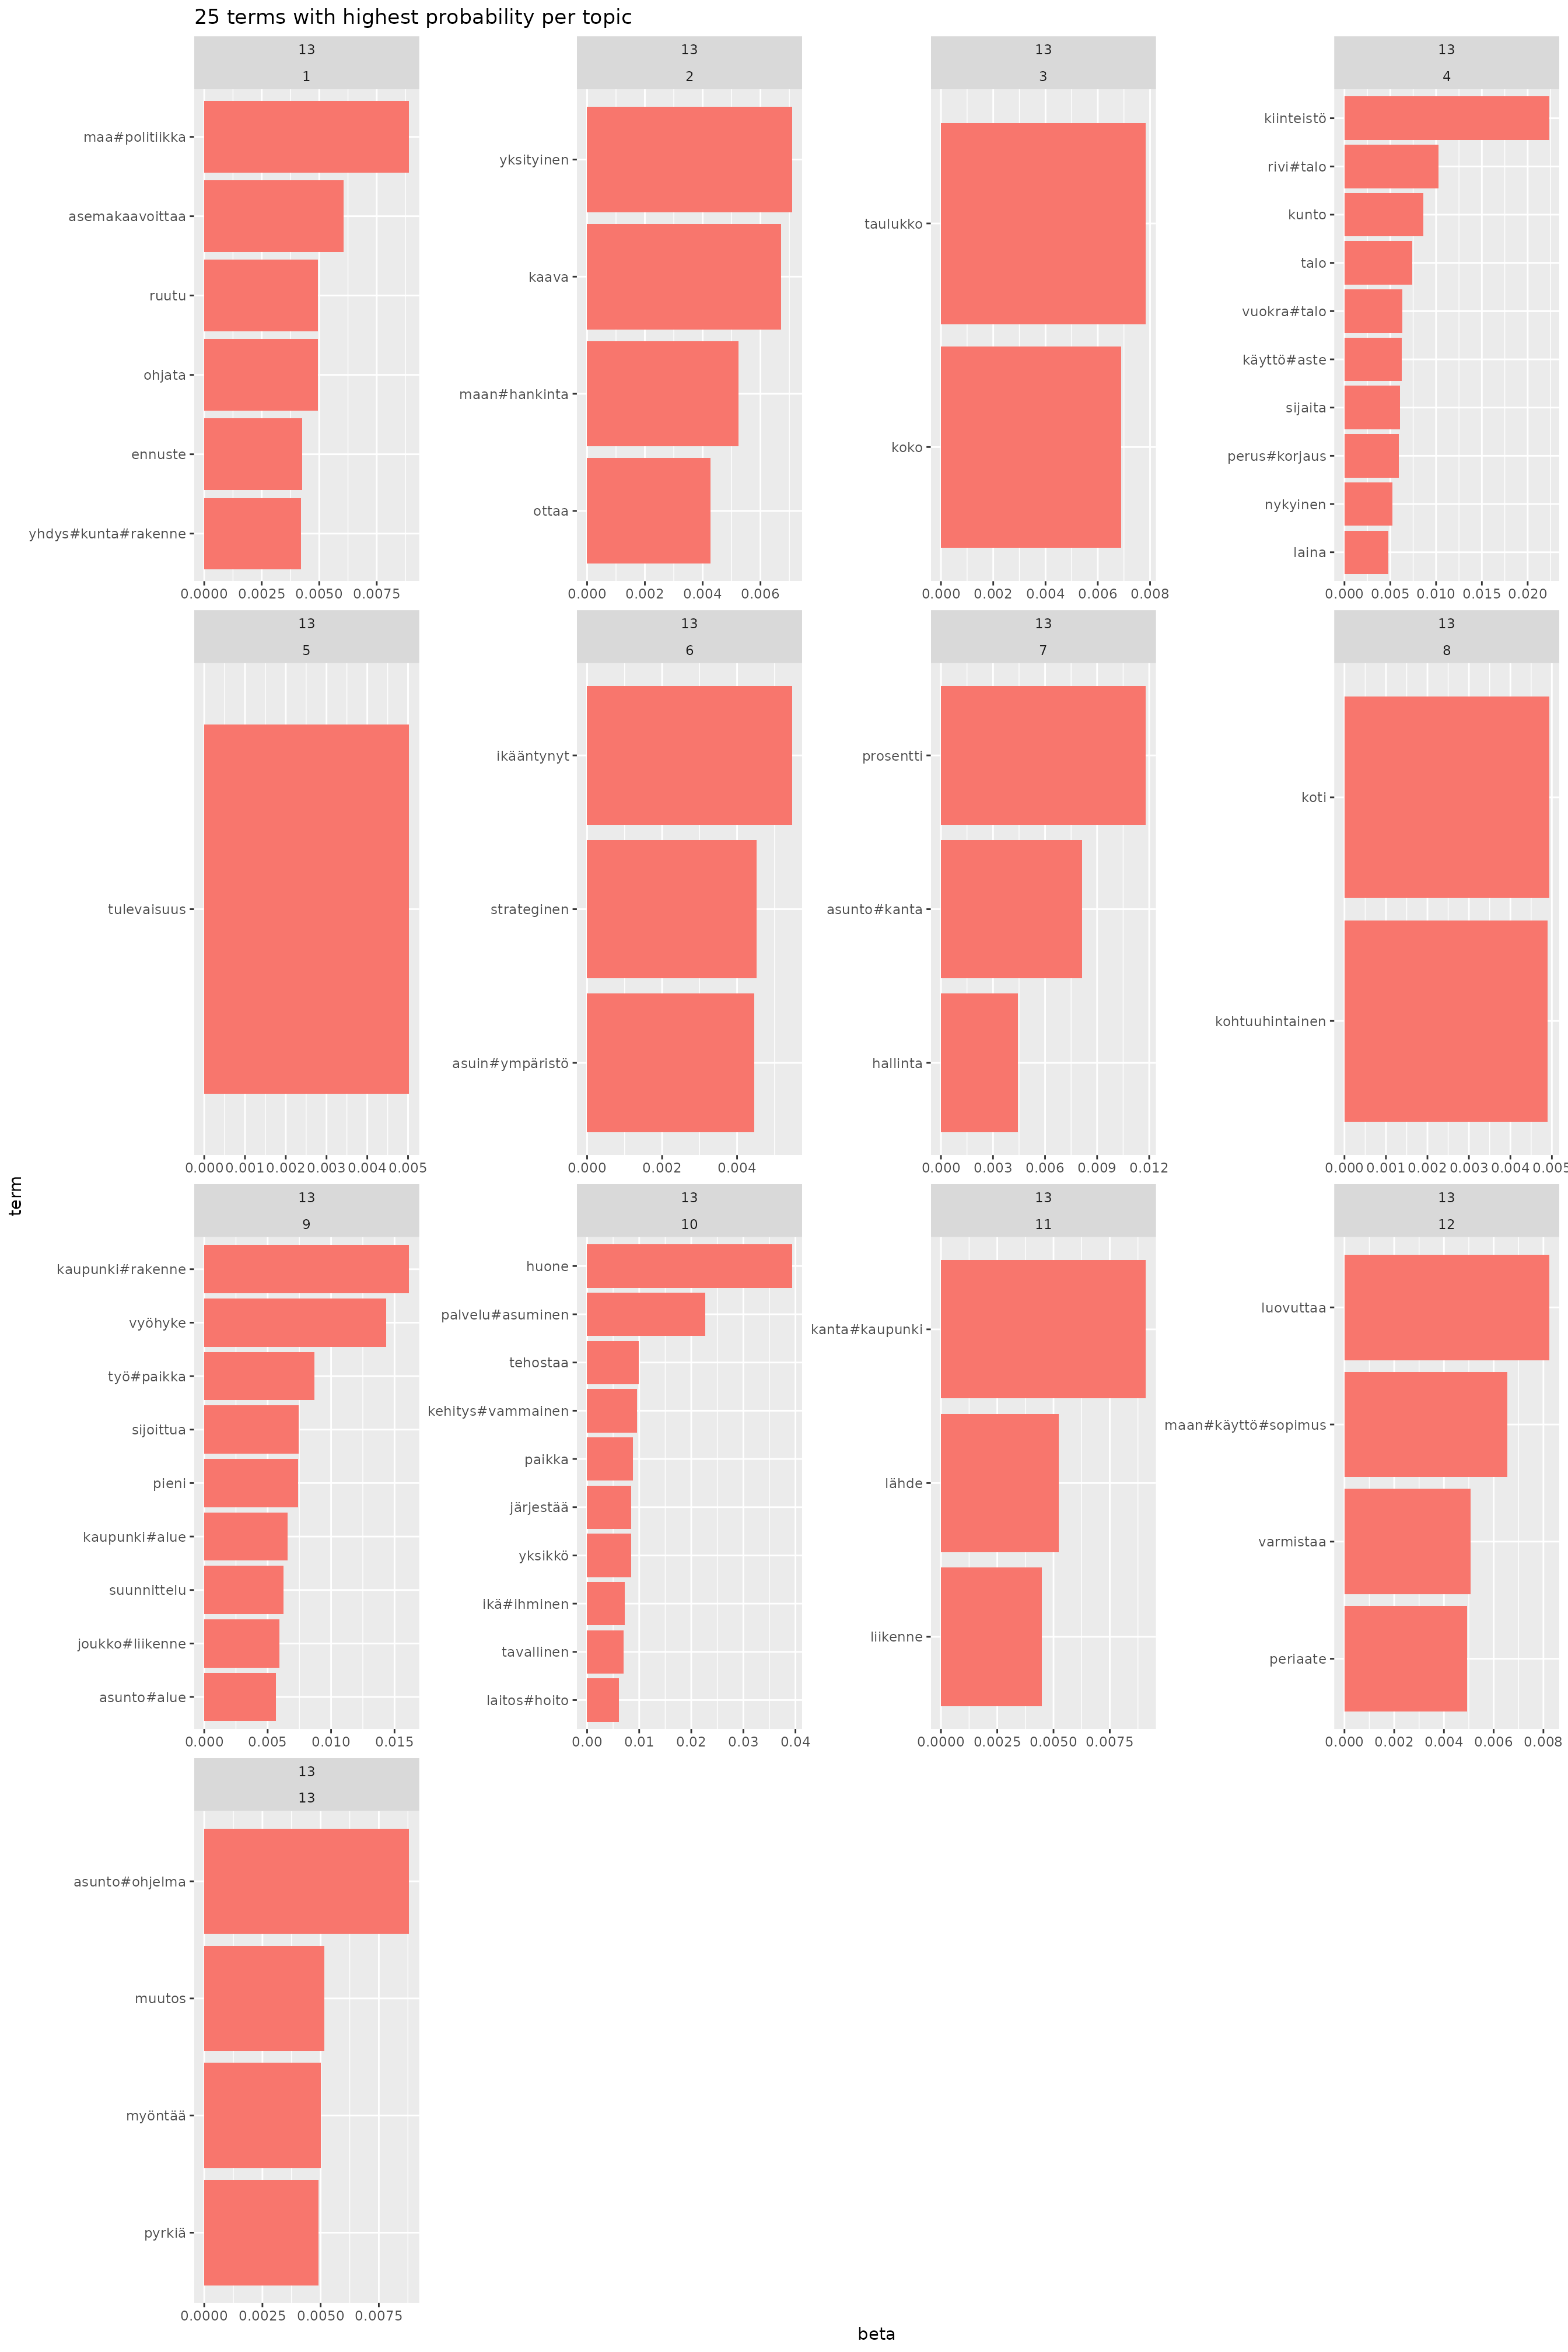 25 terms with highest probability per topic
13
1
maa#politiikka
asemakaavoittaa
ruutu
ohjata
ennuste
yhdys#kunta#rakenne
0.0000 0.0025 0.0050 0.0075
13
2
yksityinen
kaava
maan#hankinta
ottaa
0.000 0.002 0.004 0.006
13
3
taulukko
koko
0.000 0.002 0.004 0.006 0.008
13
4
kiinteistö
rivi#talo
kunto
talo
vuokra#talo
käyttö#aste
sijaita
perus#korjaus
nykyinen
laina
0.000 0.005 0.010 0.015 0.020
13
5
tulevaisuus
0.000 0.001 0.002 0.003 0.004 0.005
13
6
ikääntynyt
strateginen
asuin#ympäristö
0.000 0.002 0.004
13
7
prosentti
asunto#kanta
hallinta
0.000 0.003 0.006 0.009 0.012
13
8
koti
kohtuuhintainen
0.000 0.001 0.002 0.003 0.004 0.005
term
13
9
kaupunki#rakenne
vyöhyke
työ#paikka
sijoittua
pieni
kaupunki#alue
suunnittelu
joukko#liikenne
asunto#alue
0.000 0.005 0.010 0.015
13
10
huone
palvelu#asuminen
tehostaa
kehitys#vammainen
paikka
järjestää
yksikkö
ikä#ihminen
tavallinen
laitos#hoito
0.00 0.01 0.02 0.03 0.04
13
11
kanta#kaupunki
lähde
liikenne
0.0000 0.0025 0.0050 0.0075
13
12
luovuttaa
maan#käyttö#sopimus
varmistaa
periaate
0.000 0.002 0.004 0.006 0.008
13
13
asunto#ohjelma
muutos
myöntää
pyrkiä
0.0000 0.0025 0.0050 0.0075
beta